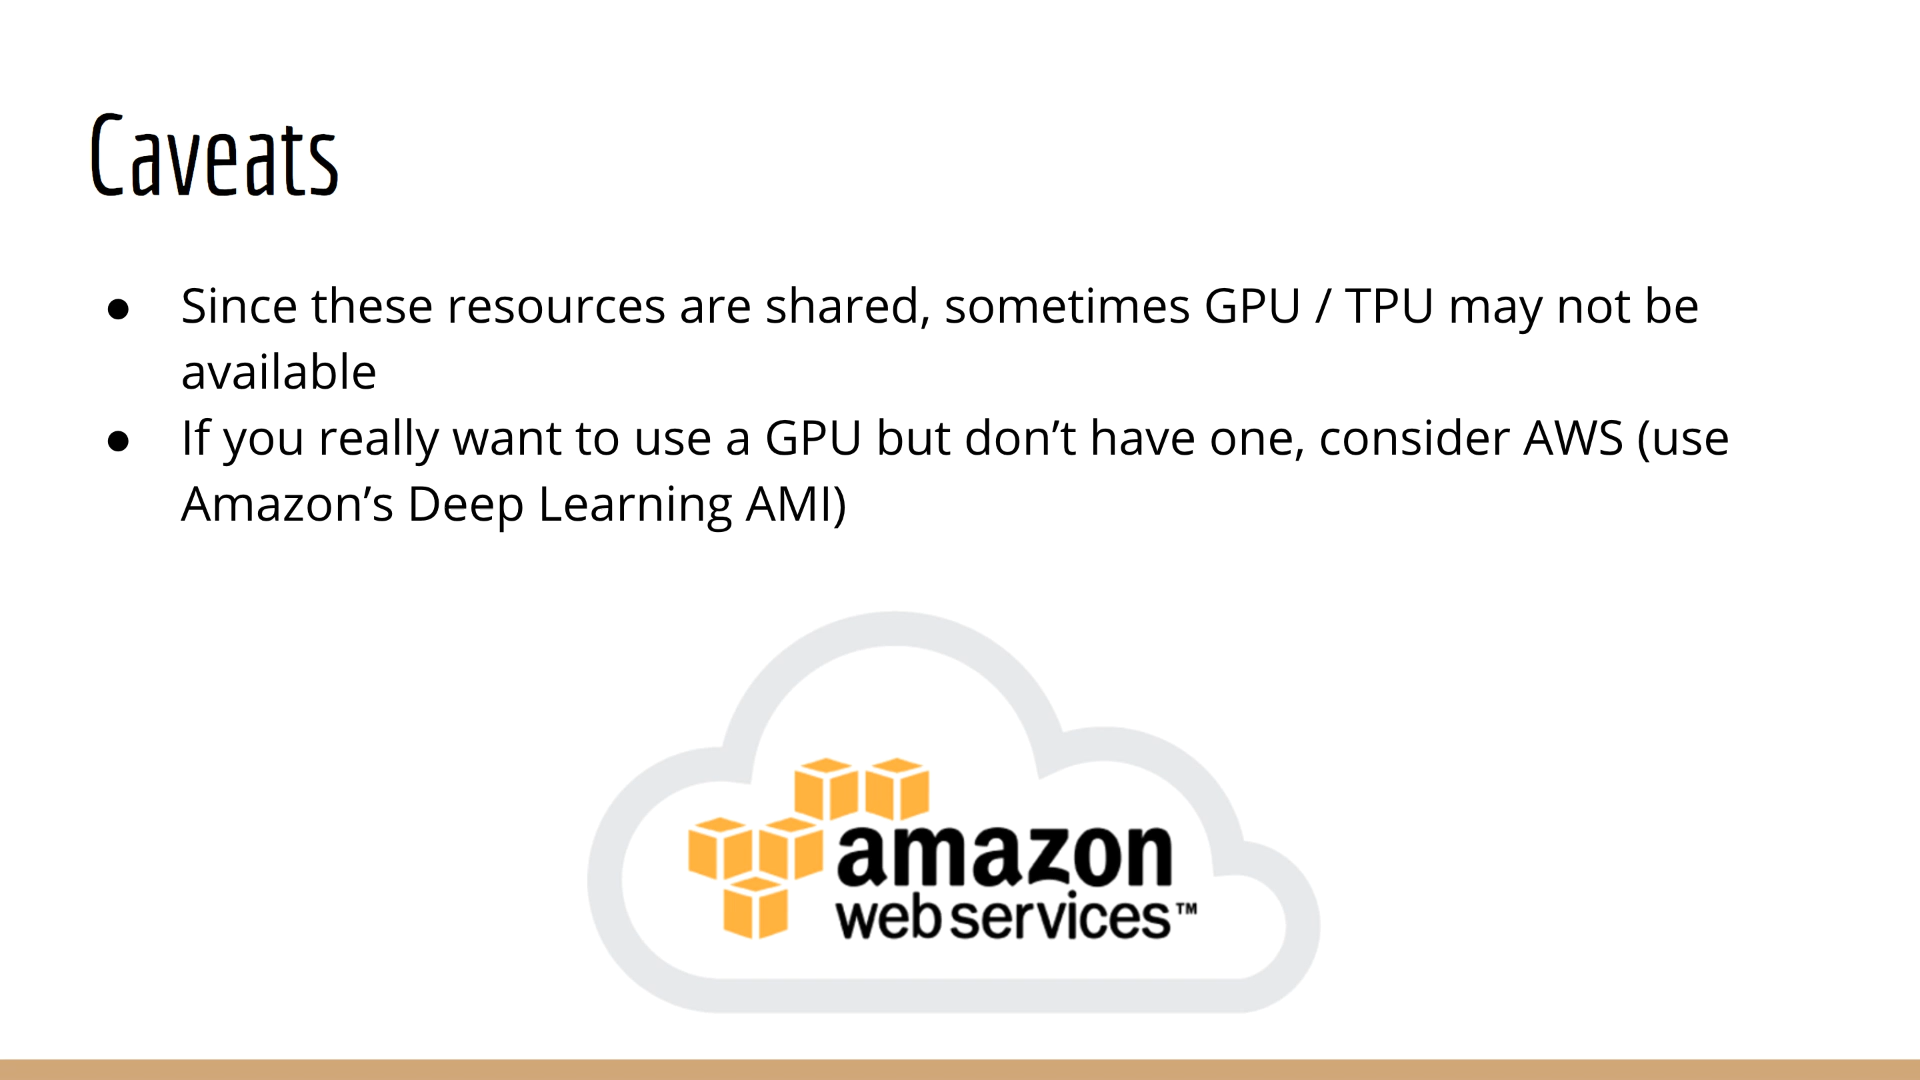 Caveats
● Since these resources are shared, sometimes GPU / TPU may not be
available
● If you really want to use a GPU but don’t have one, consider AWS (use
Amazon’s Deep Learning AMI)
amazon
web services™